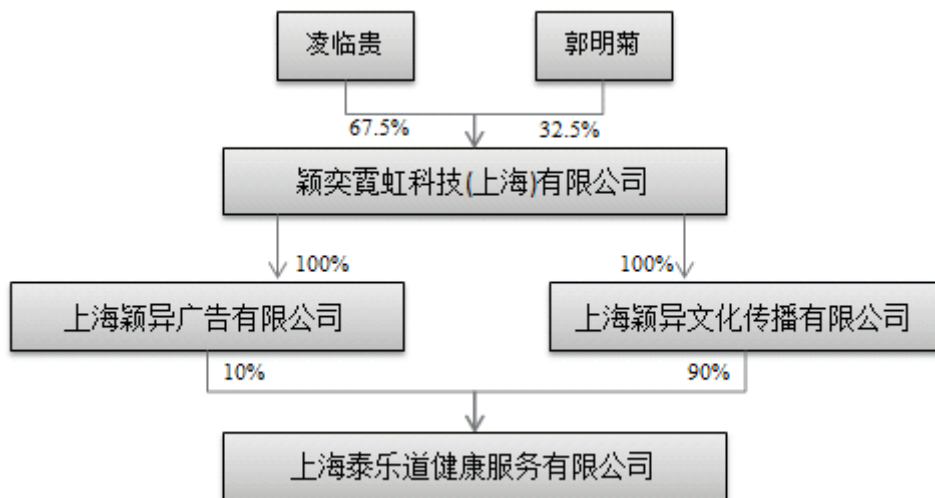 凌临贵
郭明菊
67.5%
32.5%
颖奕霓虹科技(上海)有限公司
100%
100%
上海颖异广告有限公司
上海颖异文化传播有限公司
10%
90%
上海泰乐道健康服务有限公司